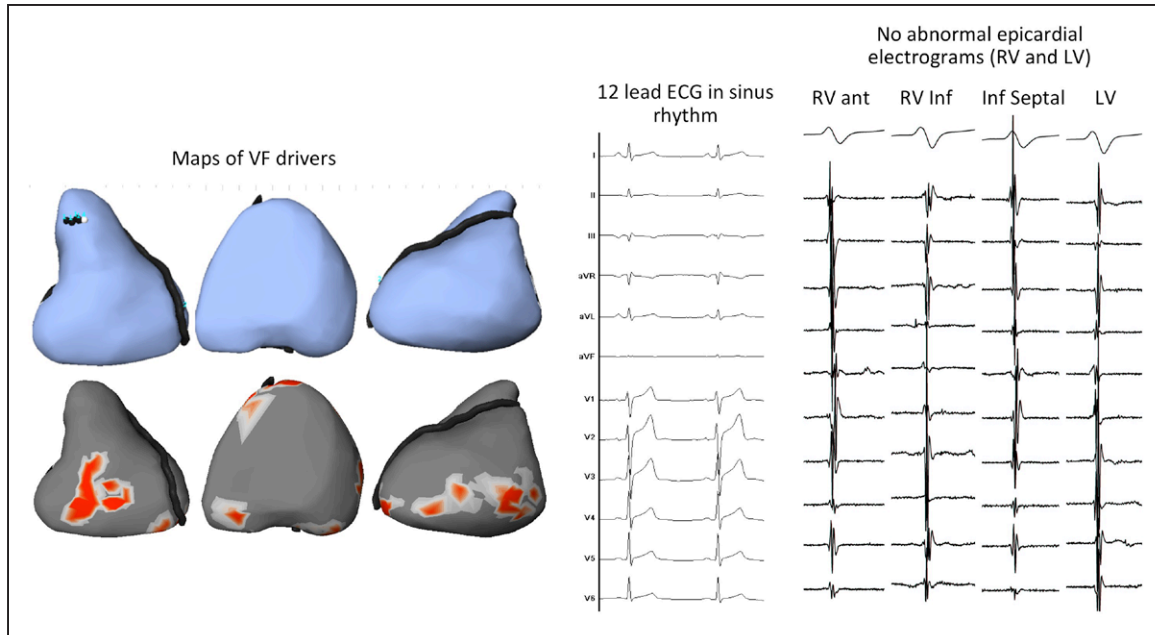 Maps of VF drivers
12 lead ECG in sinus
rhythm
I
II
III
aVR
aVL
aVF
V1
V2
V3
V4
V5
V6
No abnormal epicardial
electrograms (RV and LV)
RV ant
RV Inf
Inf Septal
LV